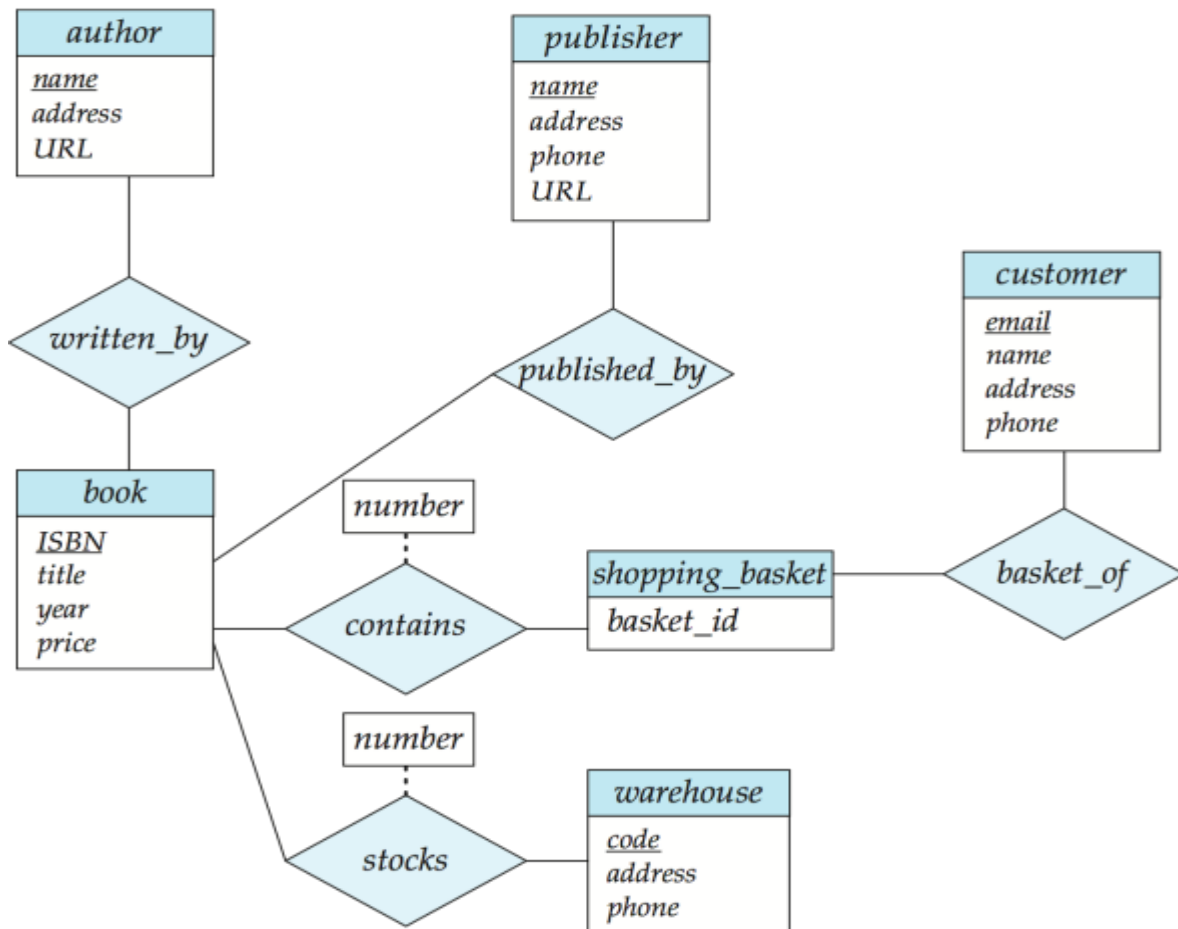 author
name
address
URL
publisher
name
address
phone
URL
written_by
published_by
customer
email
name
address
phone
book
ISBN
title
year
price
number
contains
shopping_basket
basket_id
basket_of
number
stocks
warehouse
code
address
phone